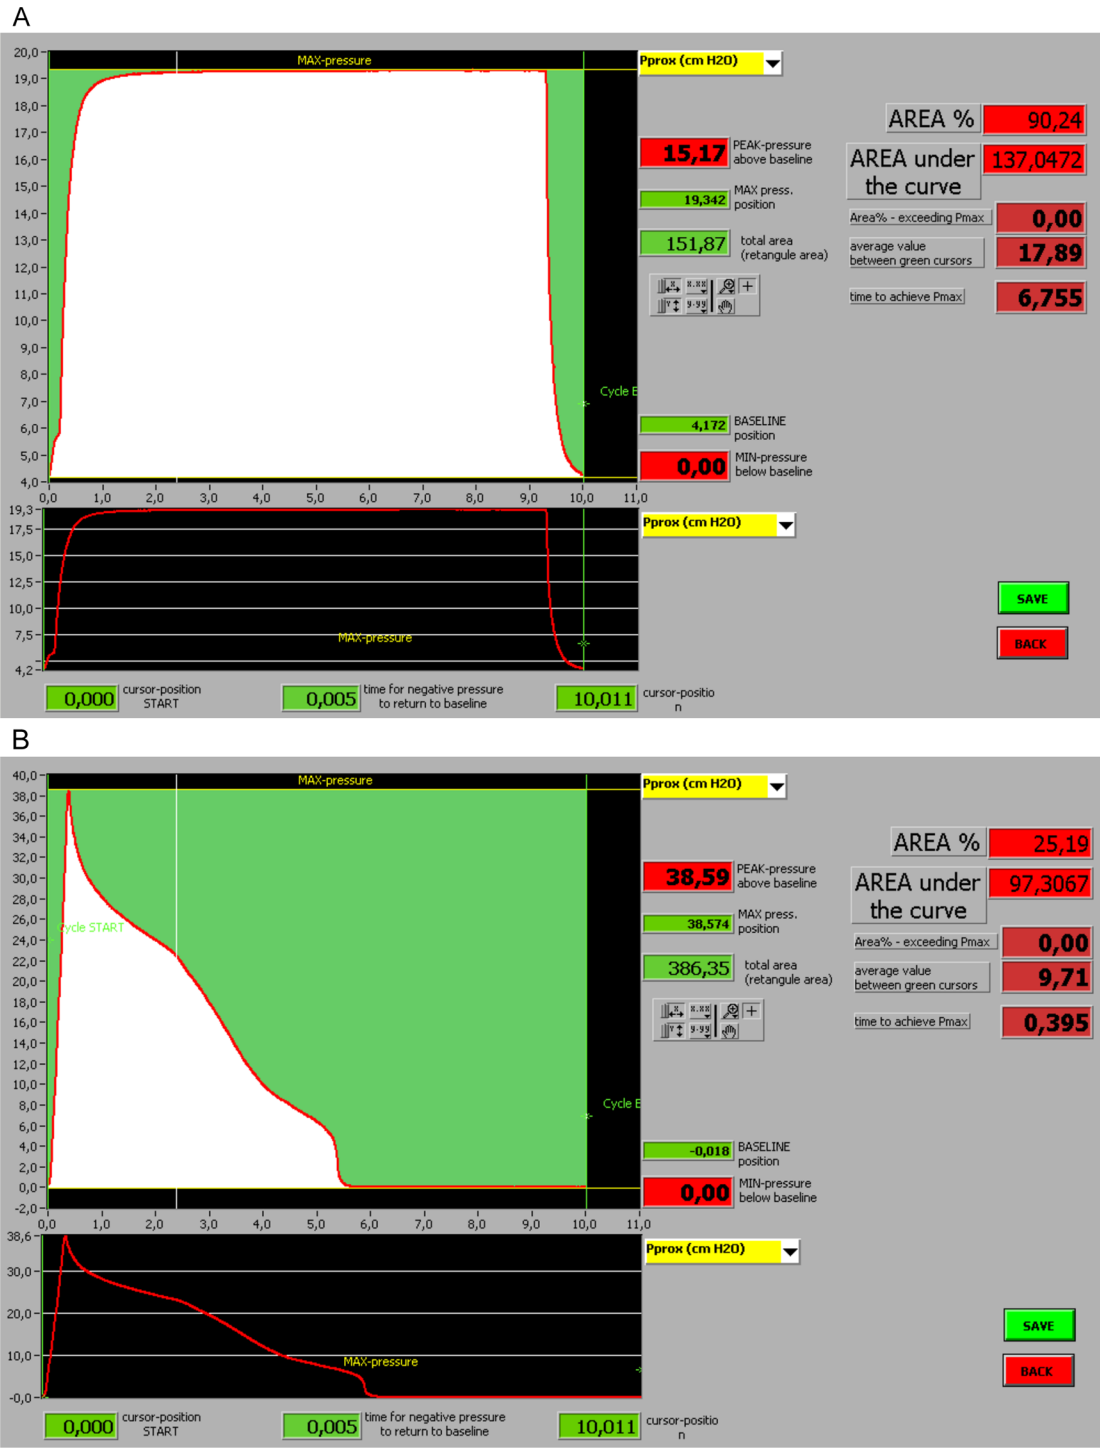 A
MAX-pressure
20,0
19,0
18,0
17,0
16,0
15,0
14,0
13,0
12,0
11,0
10,0
9,0
8,0
7,0
6,0
5,0
4,0
0,0 1,0 2,0 3,0 4,0 5,0 6,0 7,0 8,0 9,0 10,0 11,0
Cycle E
Pprox (cm H2O)
15,17 PEAK-pressure
above baseline
19,342 MAX press.
position
151,87 total area
(retangule area)
X X.XX
Y Y.YY
4,172 BASELINE
position
0,00 MIN-pressure
below baseline
AREA % 90,24
AREA under
the curve 137,0472
Area% - exceeding Pmax 0,00
average value
between green cursors 17,89
time to achieve Pmax 6,755
19,3
17,5
15,0
12,5
10,0
7,5
4,2
MAX-pressure
Pprox (cm H2O)
SAVE
BACK
0,000 cursor-position
START
0,005 time for negative pressure
to return to baseline
10,011 cursor-positio
n
B
MAX-pressure
40,0
38,0
36,0
34,0
32,0
30,0
28,0
26,0
24,0
22,0
20,0
18,0
16,0
14,0
12,0
10,0
8,0
6,0
4,0
2,0
0,0
-2,0
0,0 1,0 2,0 3,0 4,0 5,0 6,0 7,0 8,0 9,0 10,0 11,0
Cycle START
Cycle E
Pprox (cm H2O)
38,59 PEAK-pressure
above baseline
38,574 MAX press.
position
386,35 total area
(retangule area)
X X.XX
Y Y.YY
-0,018 BASELINE
position
0,00 MIN-pressure
below baseline
AREA % 25,19
AREA under
the curve 97,3067
Area% - exceeding Pmax 0,00
average value
between green cursors 9,71
time to achieve Pmax 0,395
38,6
30,0
20,0
10,0
-0,0
MAX-pressure
Pprox (cm H2O)
SAVE
BACK
0,000 cursor-position
START
0,005 time for negative pressure
to return to baseline
10,011 cursor-positio
n